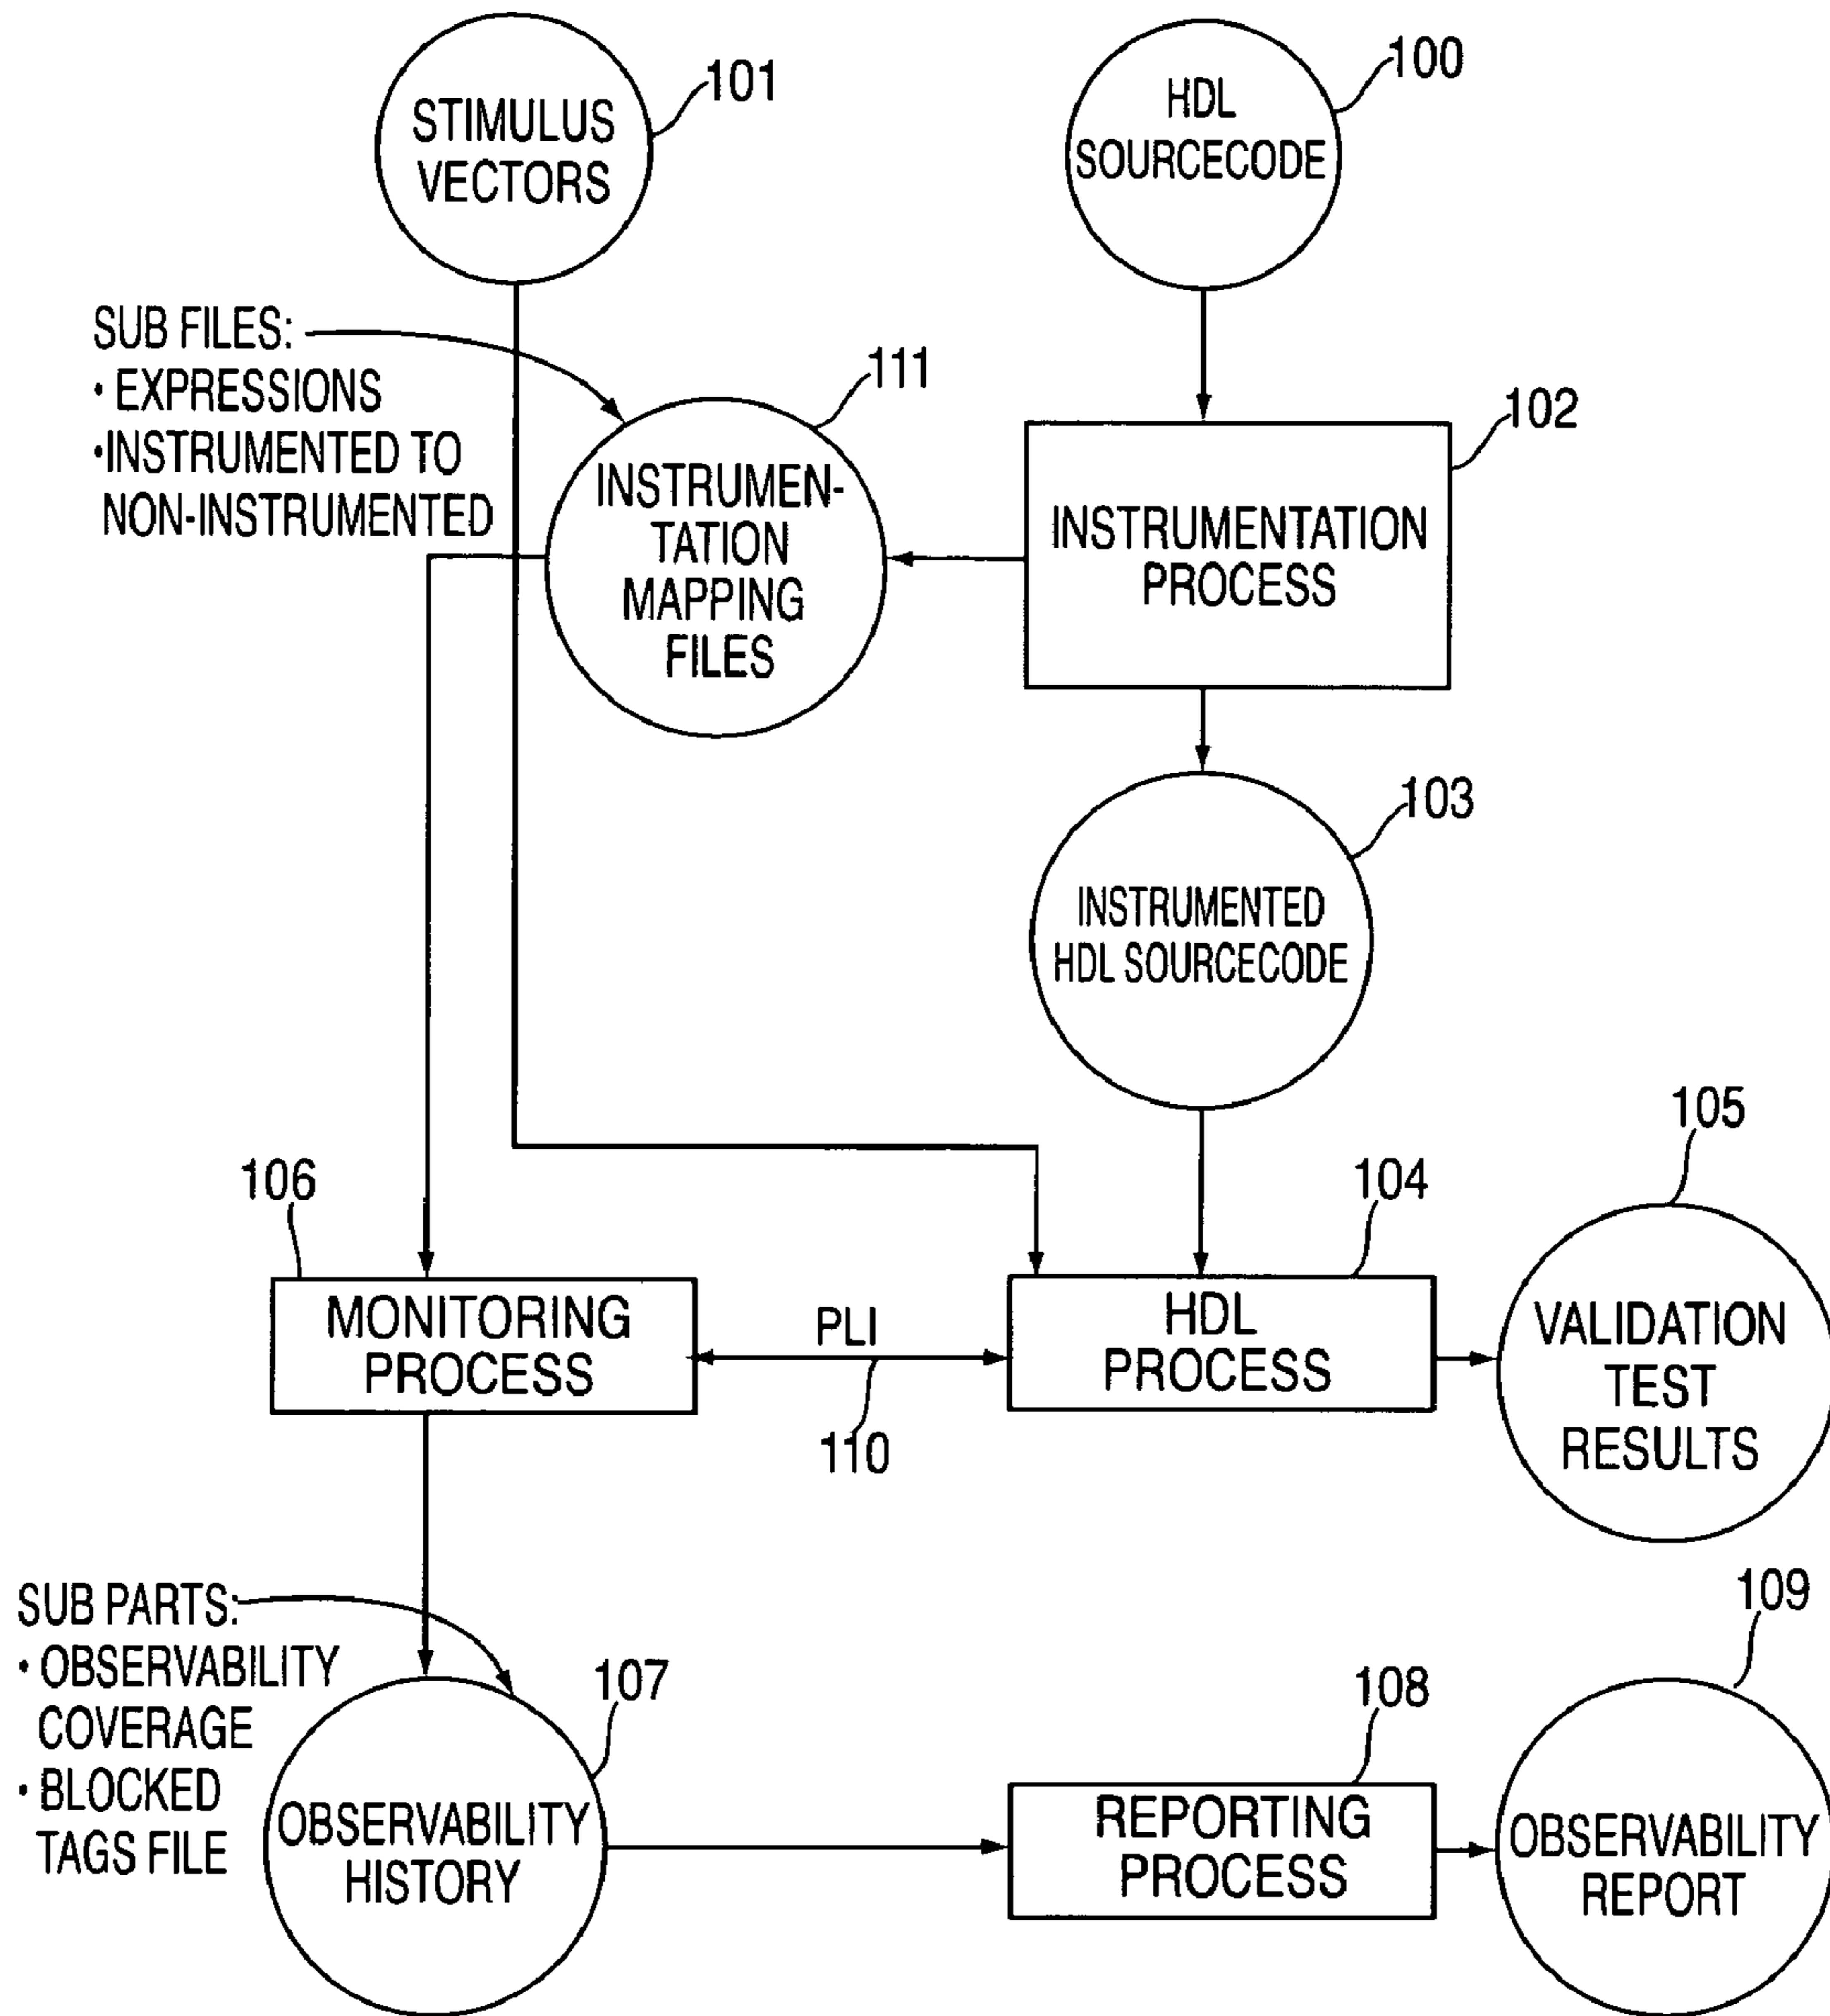 101
STIMULUS
VECTORS
100
HDL
SOURCECODE
SUB FILES:
• EXPRESSIONS
•INSTRUMENTED TO
NON-INSTRUMENTED
111
INSTRUMEN-
TATION
MAPPING
FILES
102
INSTRUMENTATION
PROCESS
103
INSTRUMENTED
HDL SOURCECODE
105
VALIDATION
TEST
RESULTS
106
MONITORING
PROCESS
PLI
110
104
HDL
PROCESS
SUB PARTS:
• OBSERVABILITY
COVERAGE
• BLOCKED
TAGS FILE
107
OBSERVABILITY
HISTORY
108
REPORTING
PROCESS
109
OBSERVABILITY
REPORT